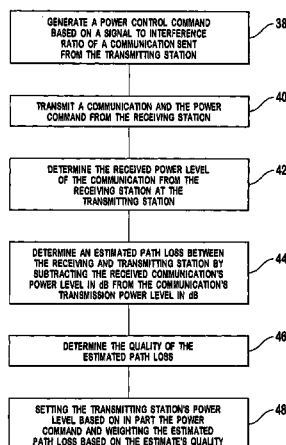 GENERATE A POWER CONTROL COMMAND
BASED ON A SIGNAL TO INTERFERENCE
RATIO OF A COMMUNICATION SENT
FROM THE TRANSMITTING STATION
38
TRANSMIT A COMMUNICATION AND THE POWER
COMMAND FROM THE RECEIVING STATION
40
DETERMINE THE RECEIVED POWER LEVEL
OF THE COMMUNICATION FROM THE
RECEIVING STATION AT THE
TRANSMITTING STATION
42
DETERMINE AN ESTIMATED PATH LOSS BETWEEN
THE RECEIVING AND TRANSMITTING STATION BY
SUBTRACTING THE RECEIVED COMMUNICATION'S
POWER LEVEL IN dB FROM THE COMMUNICATION'S
TRANSMISSION POWER LEVEL IN dB
44
DETERMINE THE QUALITY OF THE
ESTIMATED PATH LOSS
46
SETTING THE TRANSMITTING STATION'S POWER
LEVEL BASED ON IN PART THE POWER
COMMAND AND WEIGHTING THE ESTIMATED
PATH LOSS BASED ON THE ESTIMATE'S QUALITY
48